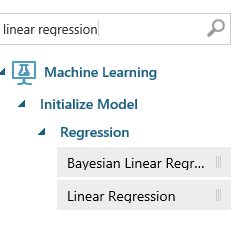 linear regression
Machine Learning
Initialize Model
Regression
Bayesian Linear Regr...
Linear Regression